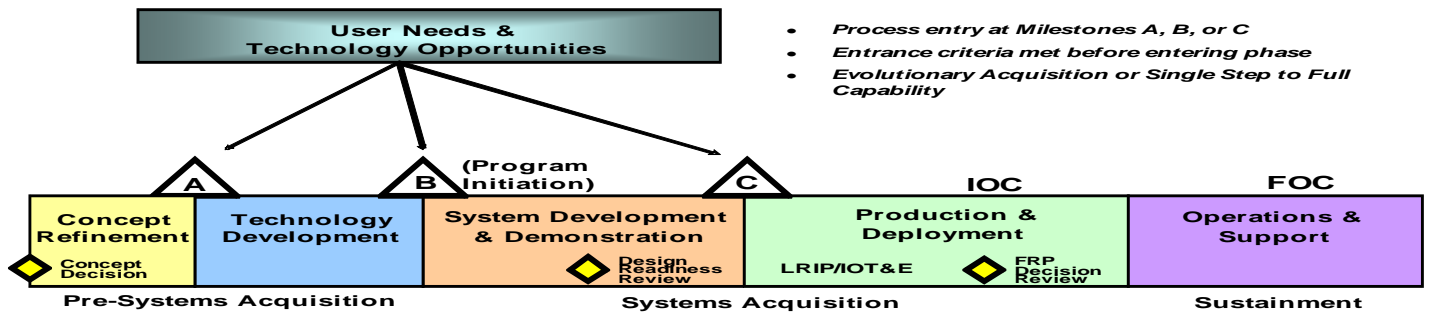 User Needs &
Technology Opportunities
● Process entry at Milestones A, B, or C
● Entrance criteria met before entering phase
● Evolutionary Acquisition or Single Step to Full
Capability
A
B
(Program
Initiation)
C
IOC
FOC
Concept
Refinement
Concept
Decision
Technology
Development
System Development
& Demonstration
Design
Readiness
Review
Production &
Deployment
LRIP/IOT&E
FRP
Decision
Review
Operations &
Support
Pre-Systems Acquisition
Systems Acquisition
Sustainment